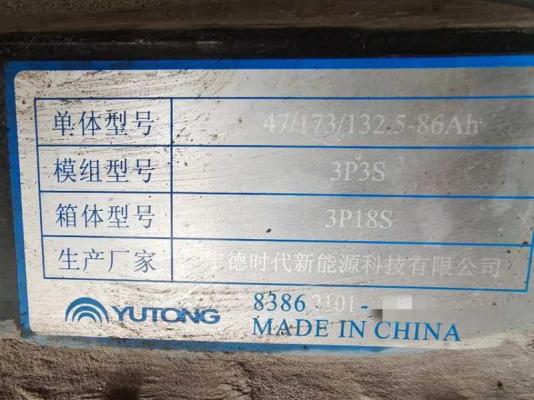 单体型号 47/173/132.5-86Ah
模组型号 3P3S
箱体型号 3P18S
生产厂家 宁德时代新能源科技有限公司
YUTONG 83862101-
MADE IN CHINA